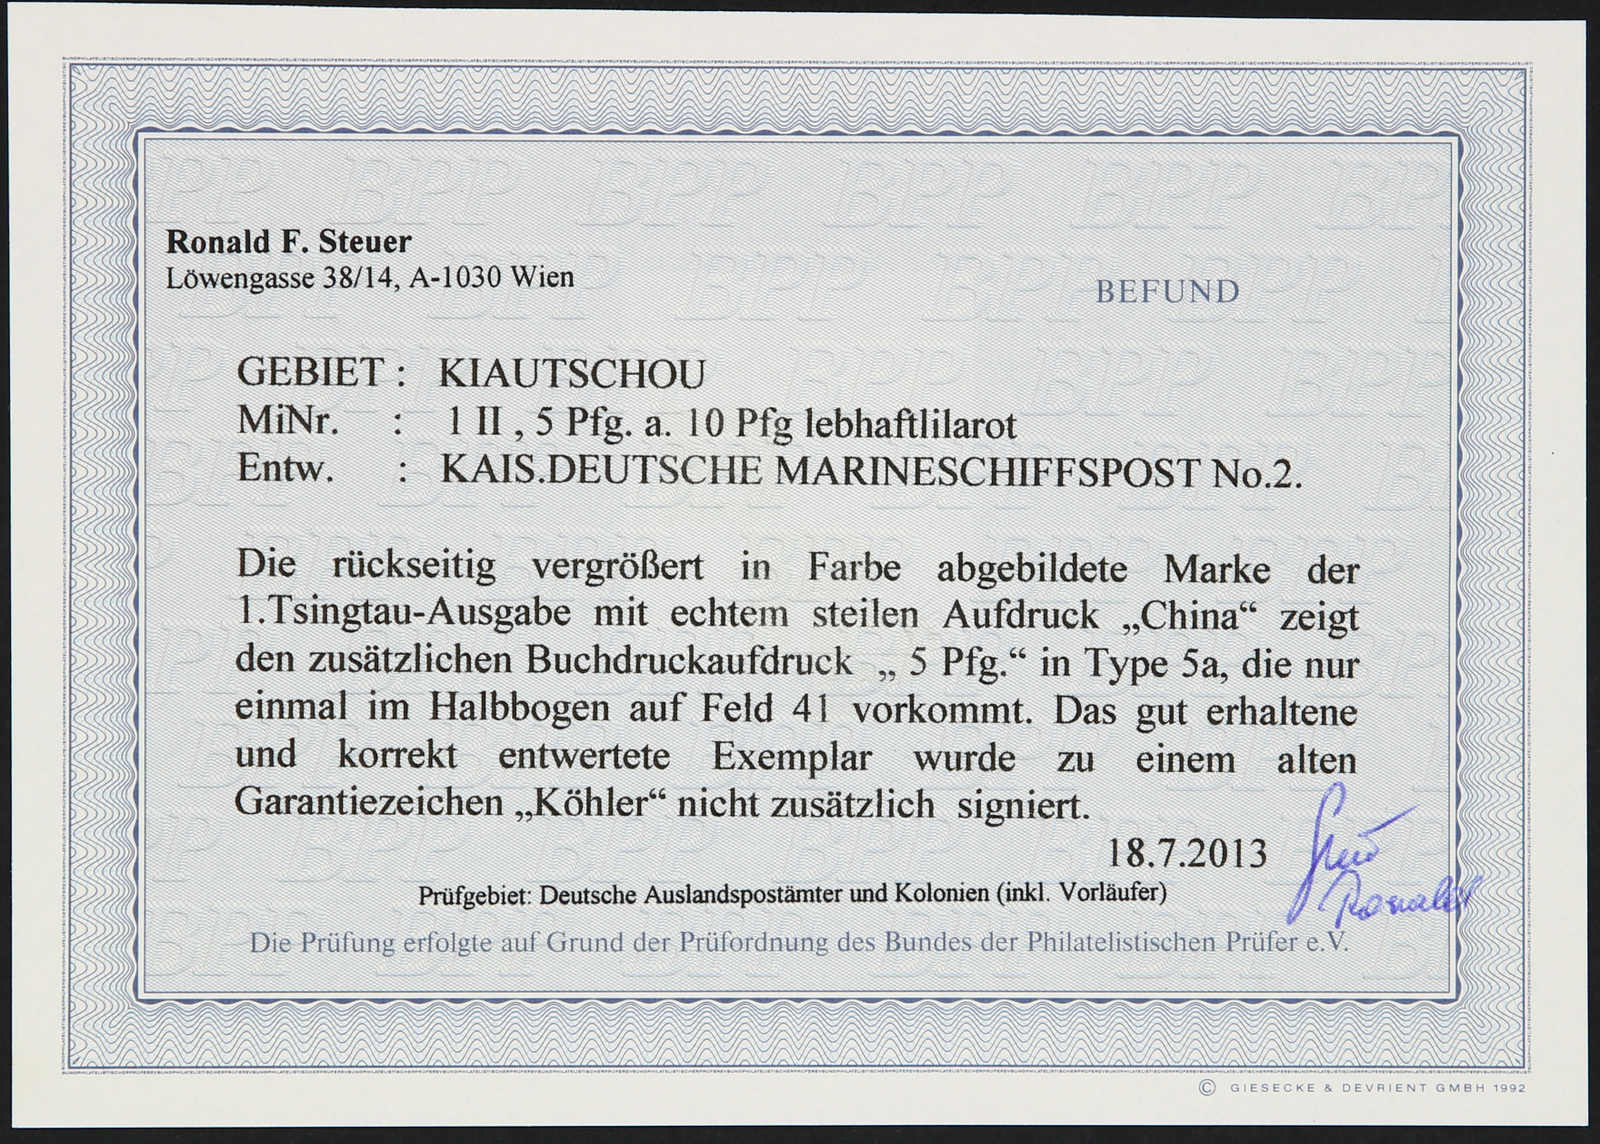 Ronald F. Steuer
Löwengasse 38/14, A-1030 Wien
BEFUND
GEBIET : KIAUTSCHOU
MiNr. : 1 II , 5 Pfg. a. 10 Pfg lebhaftlilarot
Entw. : KAIS.DEUTSCHE MARINESCHIFFSPOST No.2.
Die rückseitig vergrößert in Farbe abgebildete Marke der
1.Tsingtau-Ausgabe mit echtem steilen Aufdruck „China“ zeigt
den zusätzlichen Buchdruckaufdruck „ 5 Pfg.“ in Type 5a, die nur
einmal im Halbbogen auf Feld 41 vorkommt. Das gut erhaltene
und korrekt entwertete Exemplar wurde zu einem alten
Garantiezeichen „Köhler“ nicht zusätzlich signiert.
18.7.2013
Prüfgebiet: Deutsche Auslandspostämter und Kolonien (inkl. Vorläufer)
Die Prüfung erfolgte auf Grund der Prüfordnung des Bundes der Philatelistischen Prüfer e.V.
© GIESECKE & DEVRIENT GMBH 1992